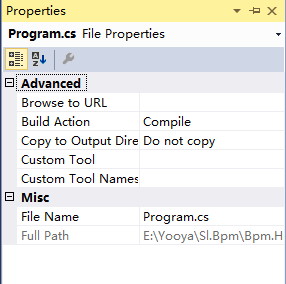 Properties
Program.cs File Properties
Advanced
Browse to URL
Build Action Compile
Copy to Output Dire Do not copy
Custom Tool
Custom Tool Names
Misc
File Name Program.cs
Full Path E:\Yooya\Sl.Bpm\Bpm.H